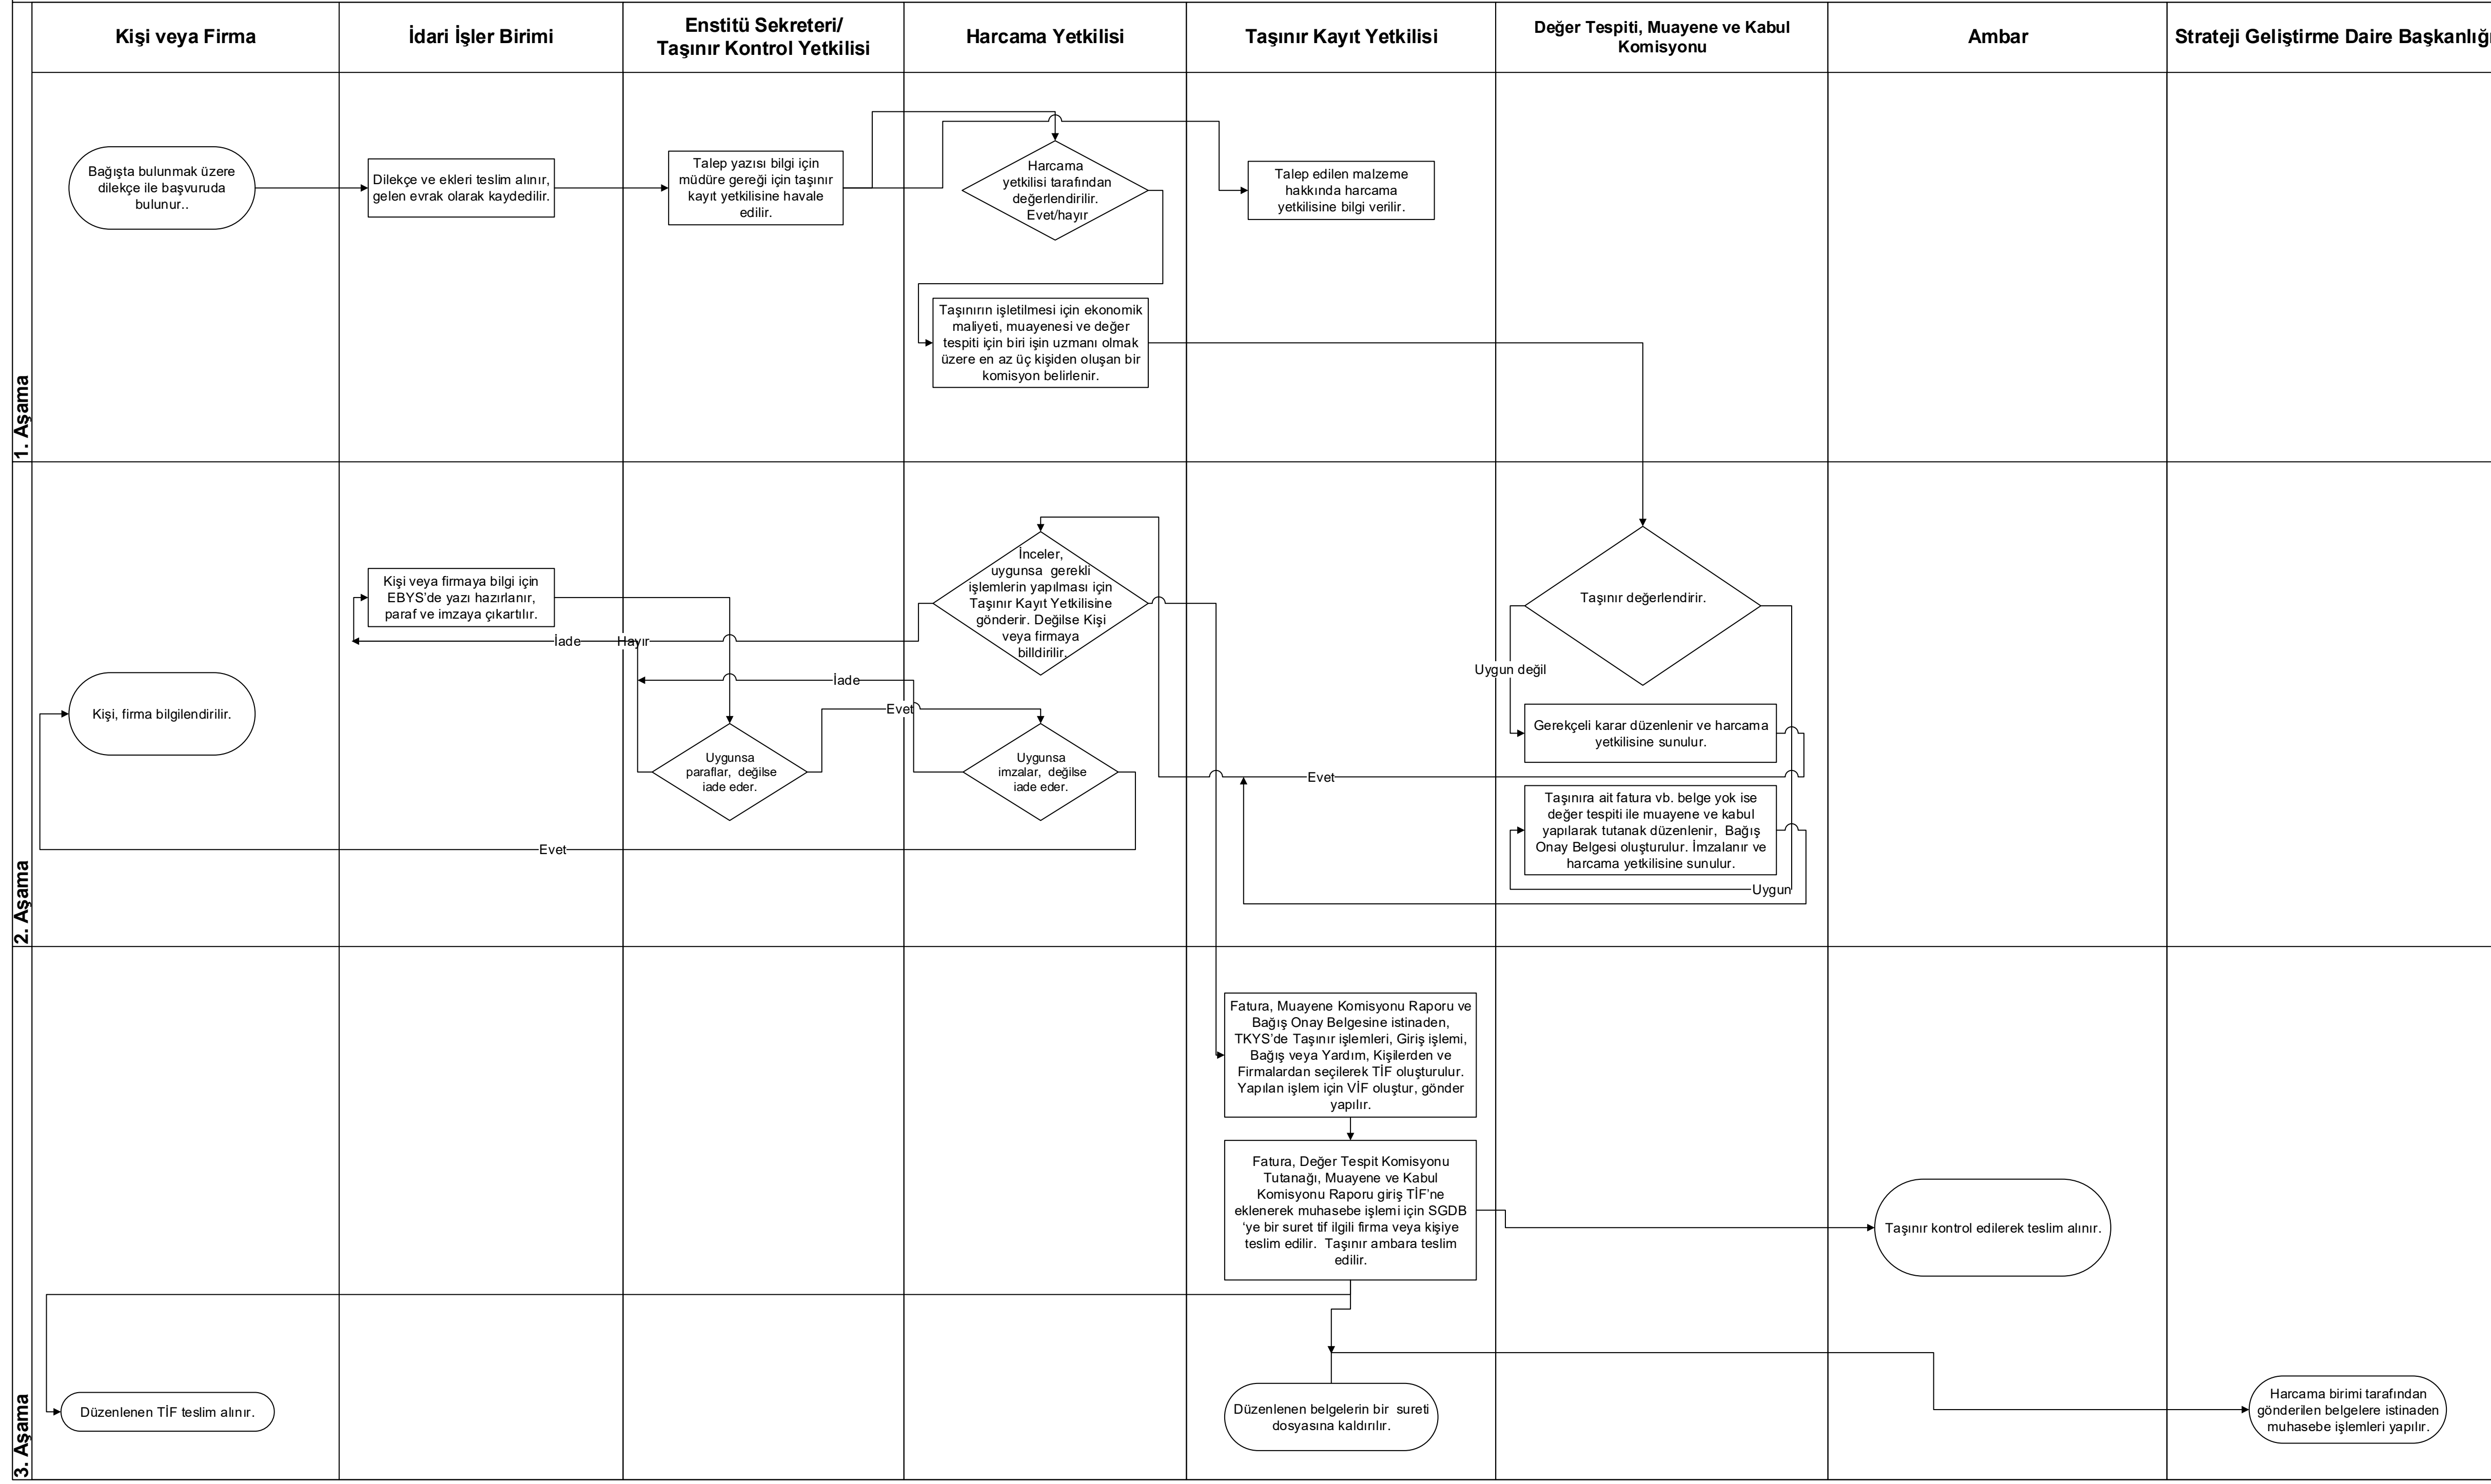 Kişi veya Firma
İdari İşler Birimi
Enstitü Sekreteri/
Taşınır Kontrol Yetkilisi
Harcama Yetkilisi
Taşınır Kayıt Yetkilisi
Değer Tespiti, Muayene ve Kabul
Komisyonu
Ambar
Strateji Geliştirme Daire Başkanlığı
1. Aşama
Bağışta bulunmak üzere
dilekçe ile başvuruda
bulunur..
Dilekçe ve ekleri teslim alınır,
gelen evrak olarak kaydedilir.
Talep yazısı bilgi için
müdüre gereği için taşınır
kayıt yetkilisine havale
edilir.
Harcama
yetkilisi tarafından
değerlendirilir.
Evet/hayır
Talep edilen malzeme
hakkında harcama
yetkilisine bilgi verilir.
Taşınırın işletilmesi için ekonomik
maliyeti, muayenesi ve değer
tespiti için biri işin uzmanı olmak
üzere en az üç kişiden oluşan bir
komisyon belirlenir.
2. Aşama
Kişi veya firmaya bilgi için
EBYS’de yazı hazırlanır,
paraf ve imzaya çıkartılır.
İnceler,
uygunsa  gerekli
işlemlerin yapılması için
Taşınır Kayıt Yetkilisine
gönderir. Değilse Kişi
veya firmaya
billdirilir.
Taşınır değerlendirir.
İade
Hayır
Uygun değil
İade
Evet
Kişi, firma bilgilendirilir.
Gerekçeli karar düzenlenir ve harcama
yetkilisine sunulur.
Uygunsa
paraflar,  değilse
iade eder.
Uygunsa
imzalar,  değilse
iade eder.
Evet
Taşınıra ait fatura vb. belge yok ise
değer tespiti ile muayene ve kabul
yapılarak tutanak düzenlenir,  Bağış
Onay Belgesi oluşturulur. İmzalanır ve
harcama yetkilisine sunulur.
Evet
Uygun
3. Aşama
Fatura, Muayene Komisyonu Raporu ve
Bağış Onay Belgesine istinaden,
TKYS’de Taşınır işlemleri, Giriş işlemi,
Bağış veya Yardım, Kişilerden ve
Firmalardan seçilerek TİF oluşturulur.
Yapılan işlem için VİF oluştur, gönder
yapılır.
Fatura, Değer Tespit Komisyonu
Tutanağı, Muayene ve Kabul
Komisyonu Raporu giriş TİF’ne
eklenerek muhasebe işlemi için SGDB
‘ye bir suret tif ilgili firma veya kişiye
teslim edilir.  Taşınır ambara teslim
edilir.
Taşınır kontrol edilerek teslim alınır.
Düzenlenen TİF teslim alınır.
Düzenlenen belgelerin bir  sureti
dosyasına kaldırılır.
Harcama birimi tarafından
gönderilen belgelere istinaden
muhasebe işlemleri yapılır.